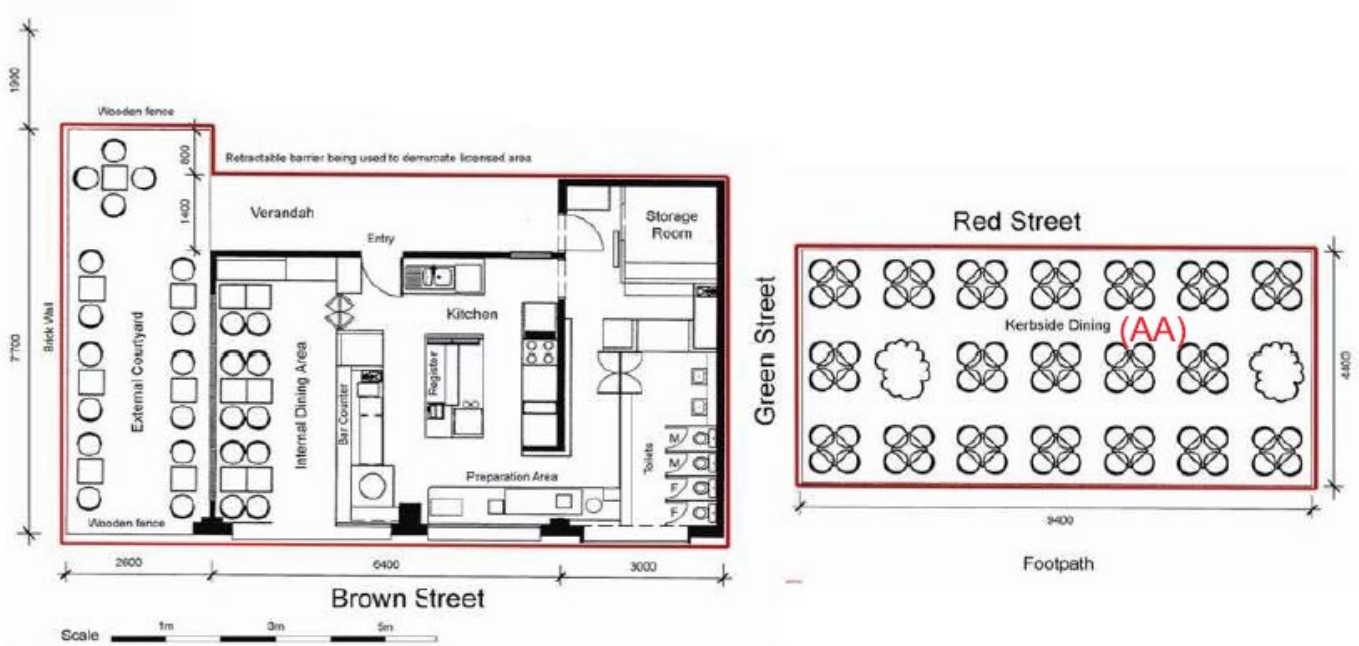 1900
Wooden fence
800
Retractable barrier being used to demarcate licensed area
Verandah
1400
Entry
Storage
Room
Red Street
Brick Wall
7700
External Courtyard
Internal Dining Area
Kitchen
Register
Bar Counter
Preparation Area
Toilets
M
M
F
F
Wooden fence
2600
6400
3000
Brown Street
Scale
1m
3m
5m
Green Street
Kerbside Dining (AA)
4400
9400
Footpath